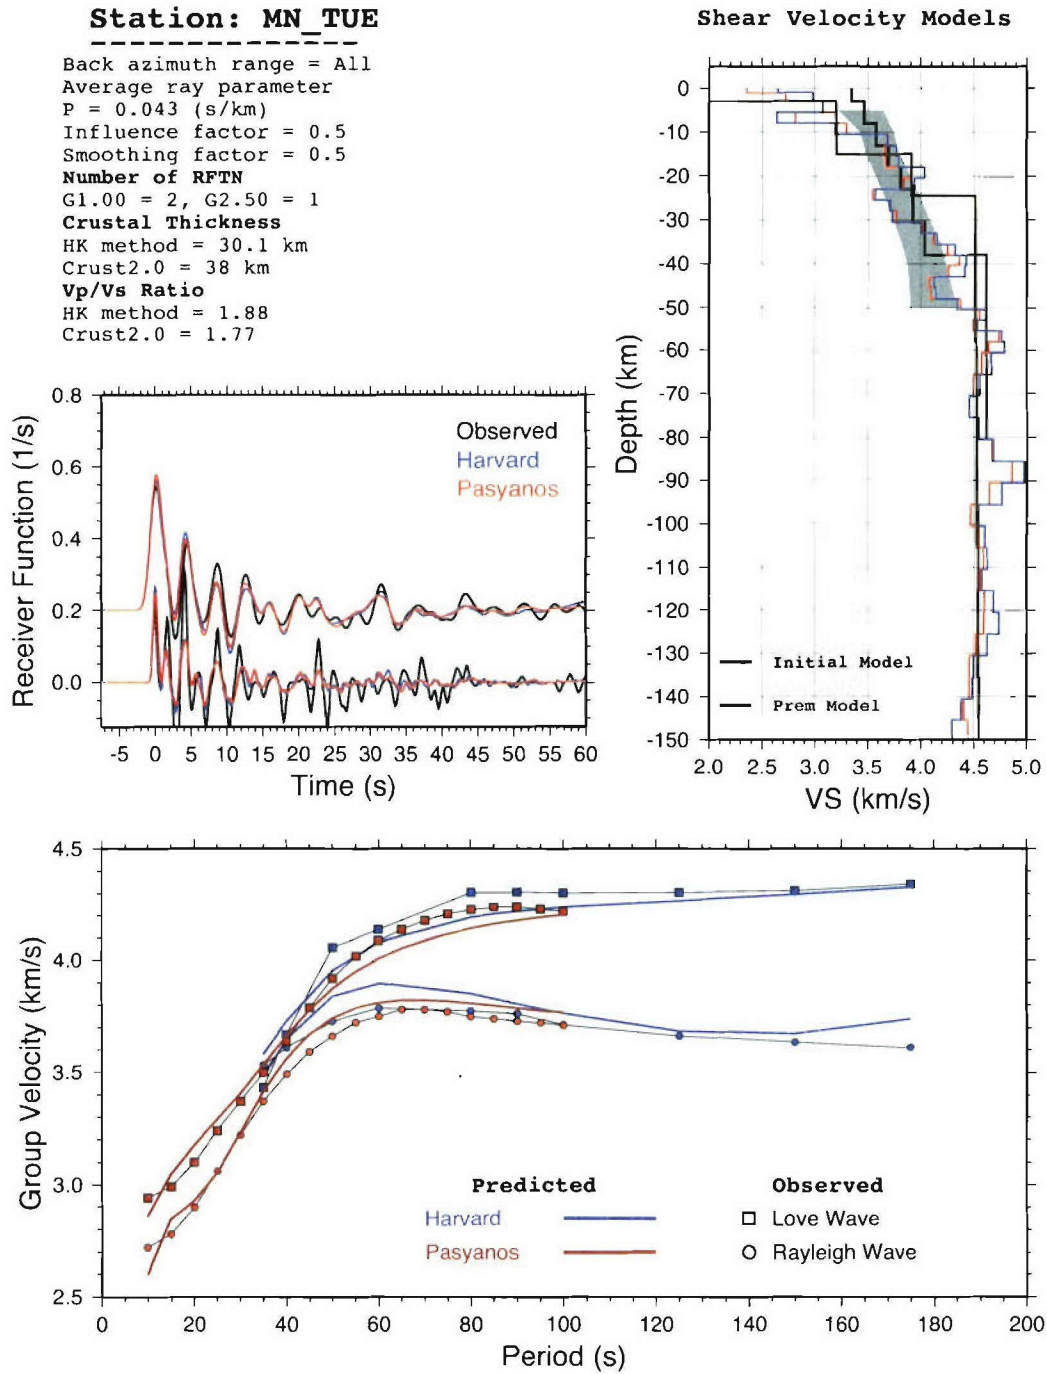 Station: MN_TUE
Back azimuth range = All
Average ray parameter
P = 0.043 (s/km)
Influence factor = 0.5
Smoothing factor = 0.5
Number of RFTN
G1.00 = 2, G2.50 = 1
Crustal Thickness
HK method = 30.1 km
Crust2.0 = 38 km
Vp/Vs Ratio
HK method = 1.88
Crust2.0 = 1.77
Shear Velocity Models
0
-10
-20
-30
-40
-50
-60
-70
-80
-90
-100
-110
-120
-130
-140
-150
Depth (km)
Initial Model
Prem Model
2.0 2.5 3.0 3.5 4.0 4.5 5.0
VS (km/s)
0.8
0.6
0.4
0.2
0.0
Receiver Function (1/s)
Observed
Harvard
Pasyanos
-5 0 5 10 15 20 25 30 35 40 45 50 55 60
Time (s)
4.5
4.0
3.5
3.0
2.5
Group Velocity (km/s)
Predicted Observed
Harvard Love Wave
Pasyanos Rayleigh Wave
0 20 40 60 80 100 120 140 160 180 200
Period (s)